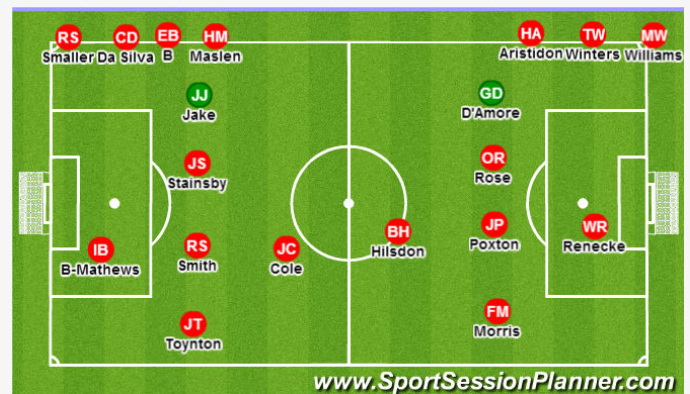 RS CD EB HM HA TW MW
Smaller Da Silva B Maslen Aristidon Winters Williams
JJ GD
Jake D'Amore
JS OR
Stainsby Rose
IB RS JC BH JP WR
B-Mathews Smith Cole Hilsdon Poxton Renecke
JT FM
Toynton Morris
www.SportSessionPlanner.com